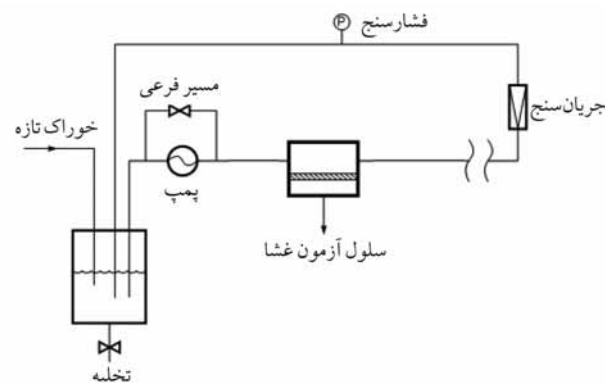 فشارسنج
P
مسیر فرعی
جریان‌سنج
خوراک تازه
پمپ
سلول آزمون غشا
تخلیه